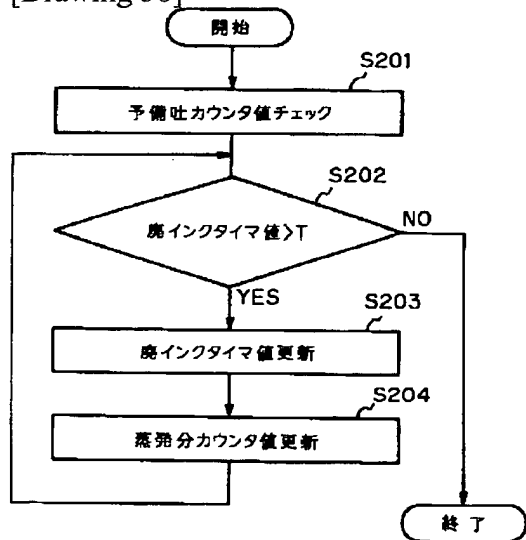 開始
S201
予備吐カウンタ値チェック
S202
廃インクタイマ値>T
NO
YES
S203
廃インクタイマ値更新
S204
蒸発分カウンタ値更新
終了